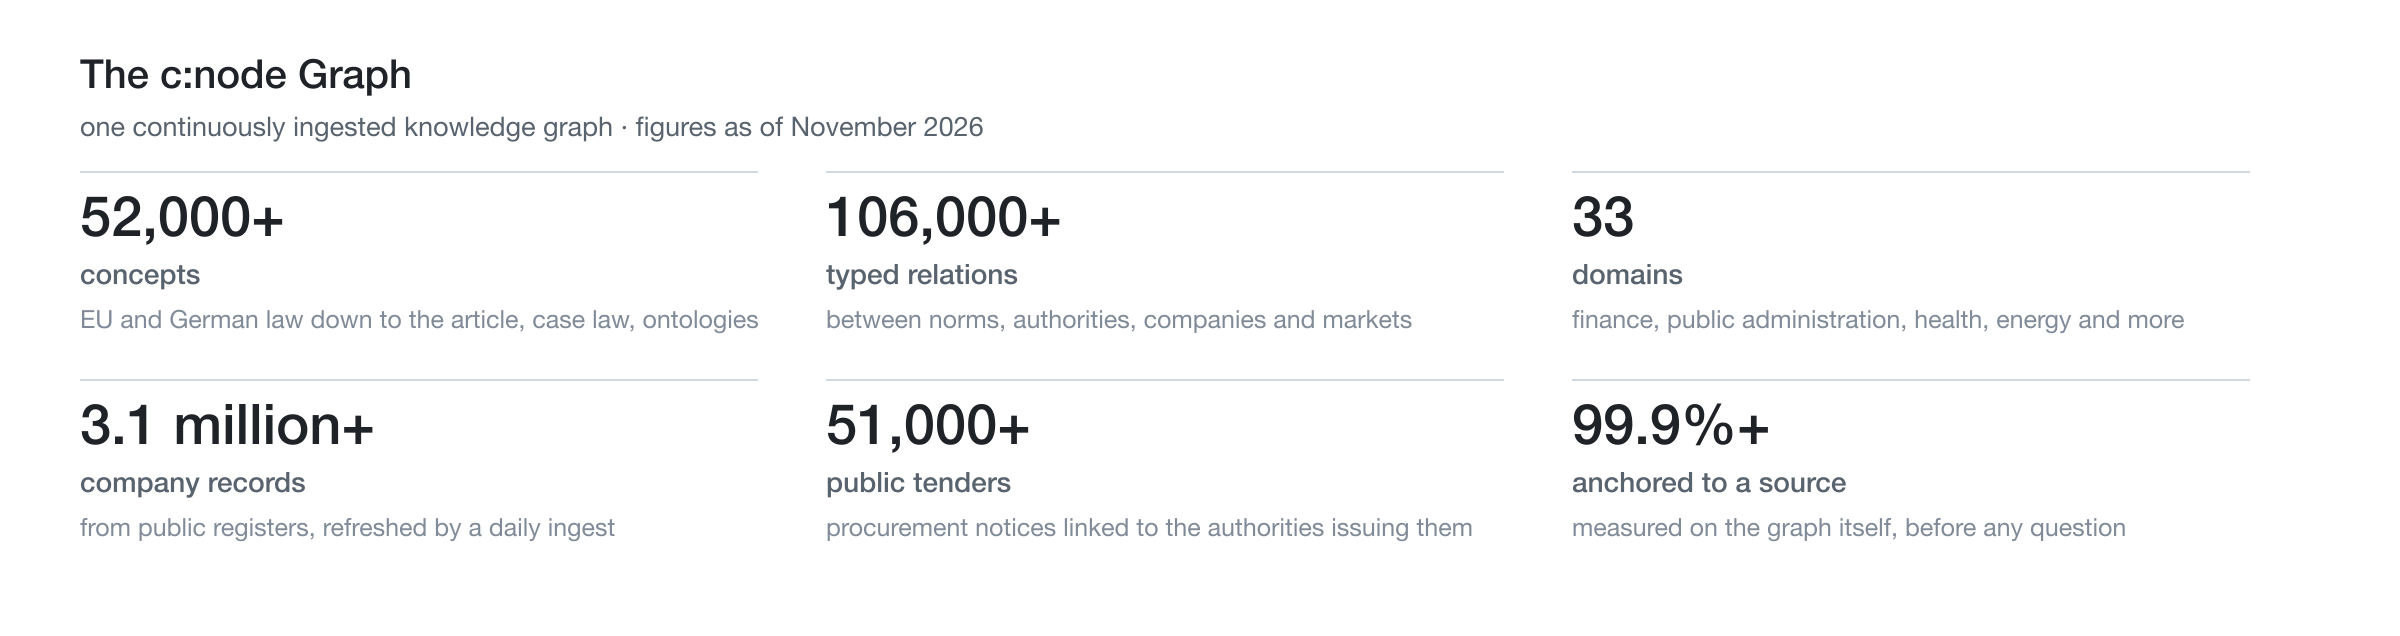 The c:node Graph
one continuously ingested knowledge graph · figures as of November 2026
52,000+
concepts
EU and German law down to the article, case law, ontologies
106,000+
typed relations
between norms, authorities, companies and markets
33
domains
finance, public administration, health, energy and more
3.1 million+
company records
from public registers, refreshed by a daily ingest
51,000+
public tenders
procurement notices linked to the authorities issuing them
99.9%+
anchored to a source
measured on the graph itself, before any question